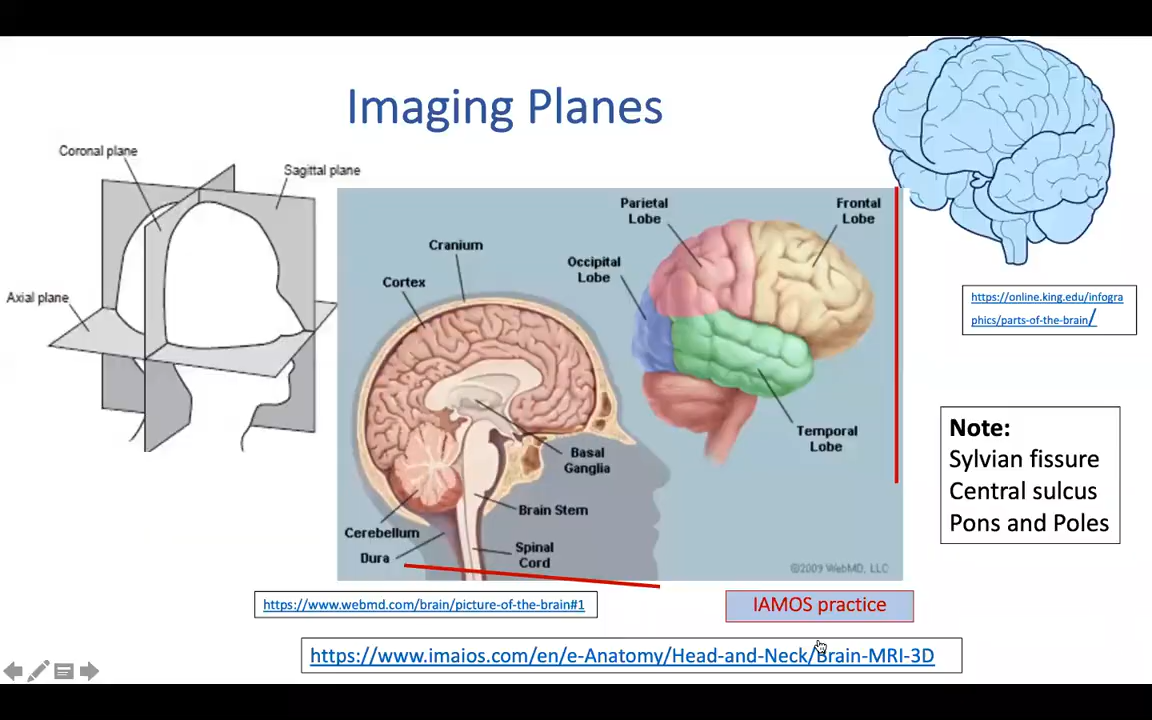 Imaging Planes
Coronal plane
Sagittal plane
Axial plane
Cranium
Cortex
Basal
Ganglia
Brain Stem
Cerebellum
Dura
Spinal
Cord
Parietal
Lobe
Frontal
Lobe
Occipital
Lobe
Temporal
Lobe
©2009 WebMD, LLC
https://online.king.edu/infogra
phics/parts-of-the-brain/
Note:
Sylvian fissure
Central sulcus
Pons and Poles
https://www.webmd.com/brain/picture-of-the-brain#1
IAMOS practice
https://www.imaios.com/en/e-Anatomy/Head-and-Neck/Brain-MRI-3D